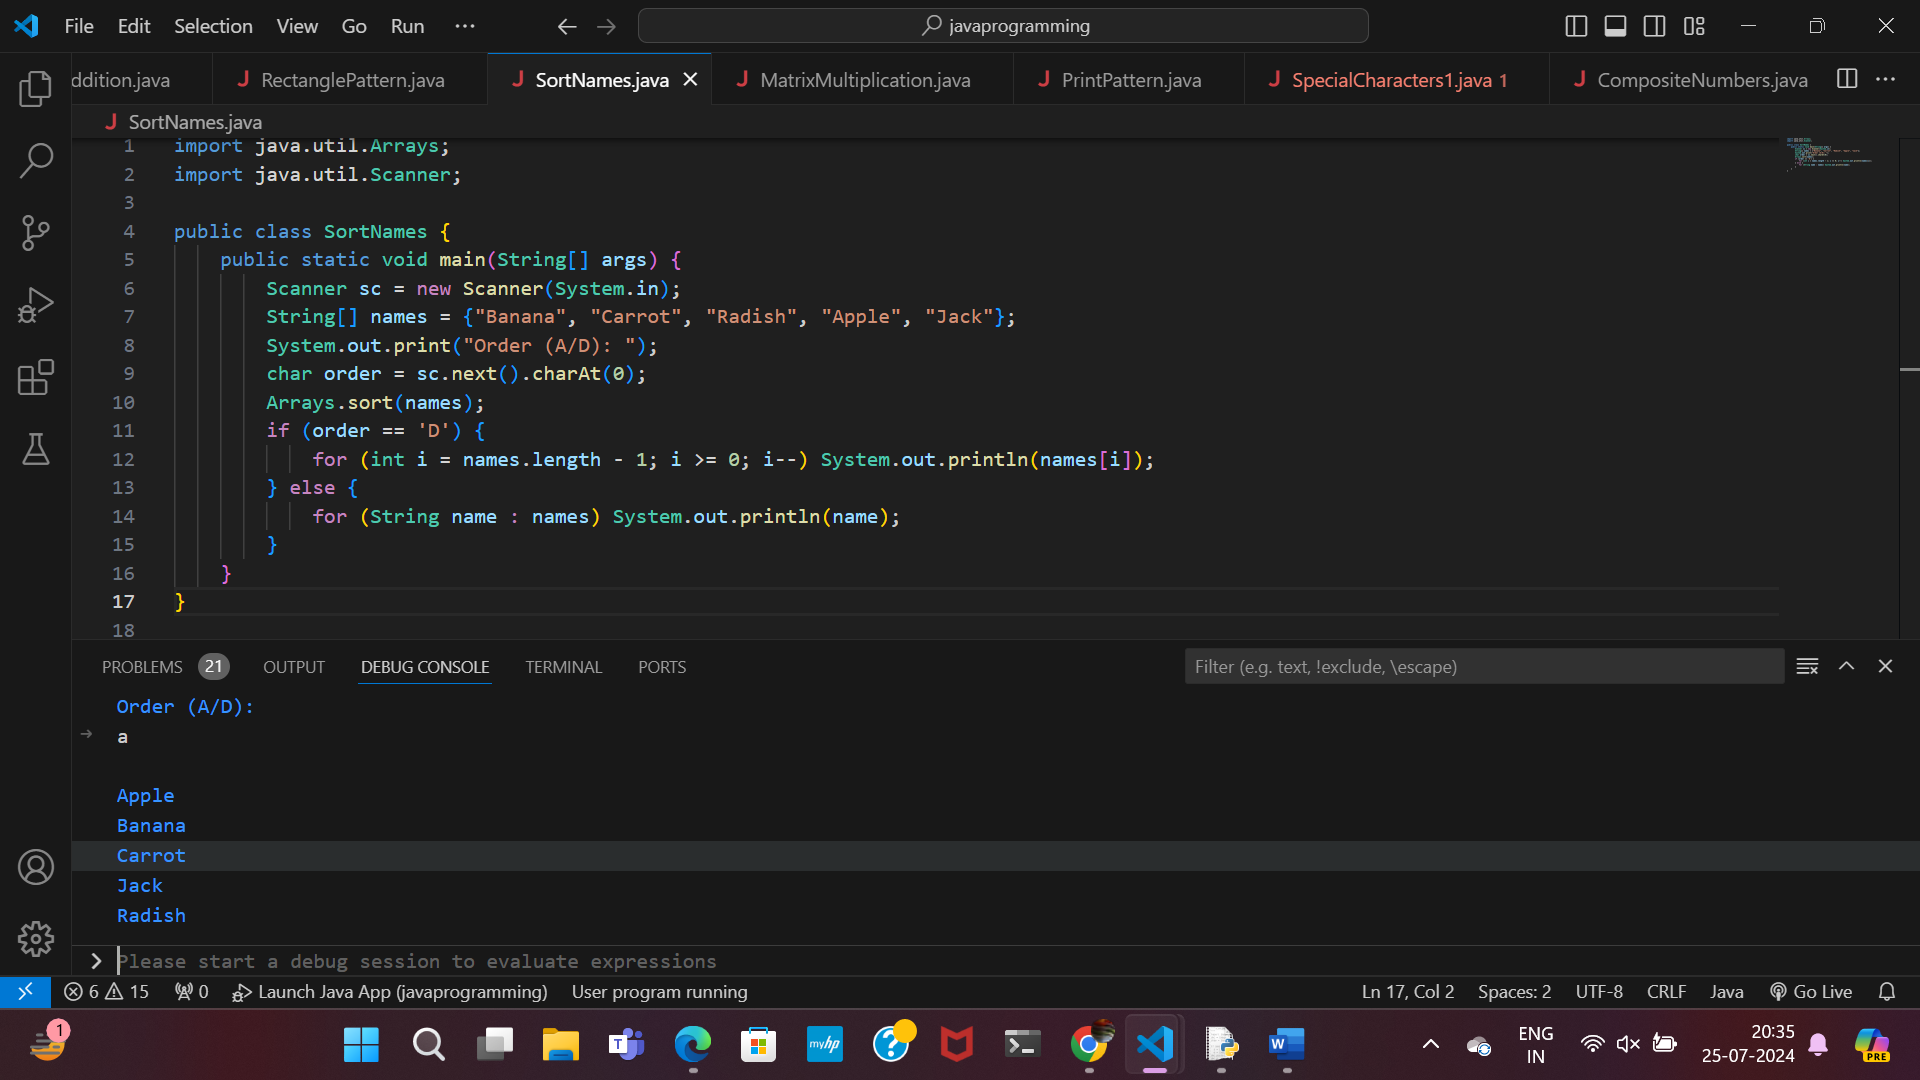 File Edit Selection View Go Run ··· javaprogramming
ddition.java RectanglePattern.java SortNames.java MatrixMultiplication.java PrintPattern.java SpecialCharacters1.java 1 CompositeNumbers.java
SortNames.java
1 import java.util.Arrays;
2 import java.util.Scanner;
3
4 public class SortNames {
5 public static void main(String[] args) {
6 Scanner sc = new Scanner(System.in);
7 String[] names = {"Banana", "Carrot", "Radish", "Apple", "Jack"};
8 System.out.print("Order (A/D): ");
9 char order = sc.next().charAt(0);
10 Arrays.sort(names);
11 if (order == 'D') {
12 for (int i = names.length - 1; i >= 0; i--) System.out.println(names[i]);
13 } else {
14 for (String name : names) System.out.println(name);
15 }
16 }
17 }
18
PROBLEMS 21 OUTPUT DEBUG CONSOLE TERMINAL PORTS Filter (e.g. text, !exclude, \escape)
Order (A/D):
a
Apple
Banana
Carrot
Jack
Radish
Please start a debug session to evaluate expressions
6 15 0 Launch Java App (javaprogramming) User program running Ln 17, Col 2 Spaces: 2 UTF-8 CRLF Java Go Live
1 myhp W ENG 20:35
IN 25-07-2024 PRE